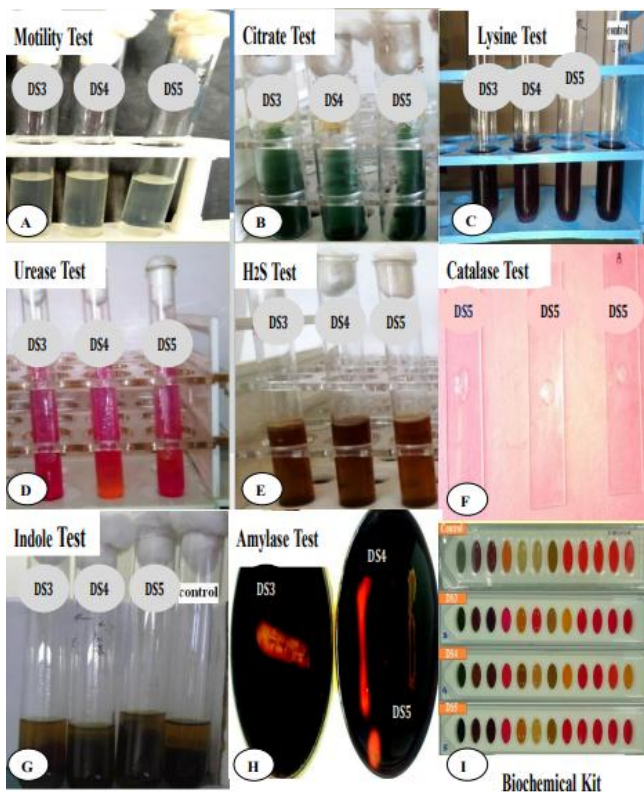 Motility Test
DS3
DS4
DS5
A
Citrate Test
DS3
DS4
DS5
B
Lysine Test
control
DS3
DS4
DS5
C
Urease Test
DS3
DS4
DS5
D
H2S Test
DS3
DS4
DS5
E
Catalase Test
A
DS5
DS5
DS5
F
Indole Test
DS3
DS4
DS5
control
G
Amylase Test
DS3
DS4
DS5
H
Control
DS3
DS4
DS5
I
Biochemical Kit